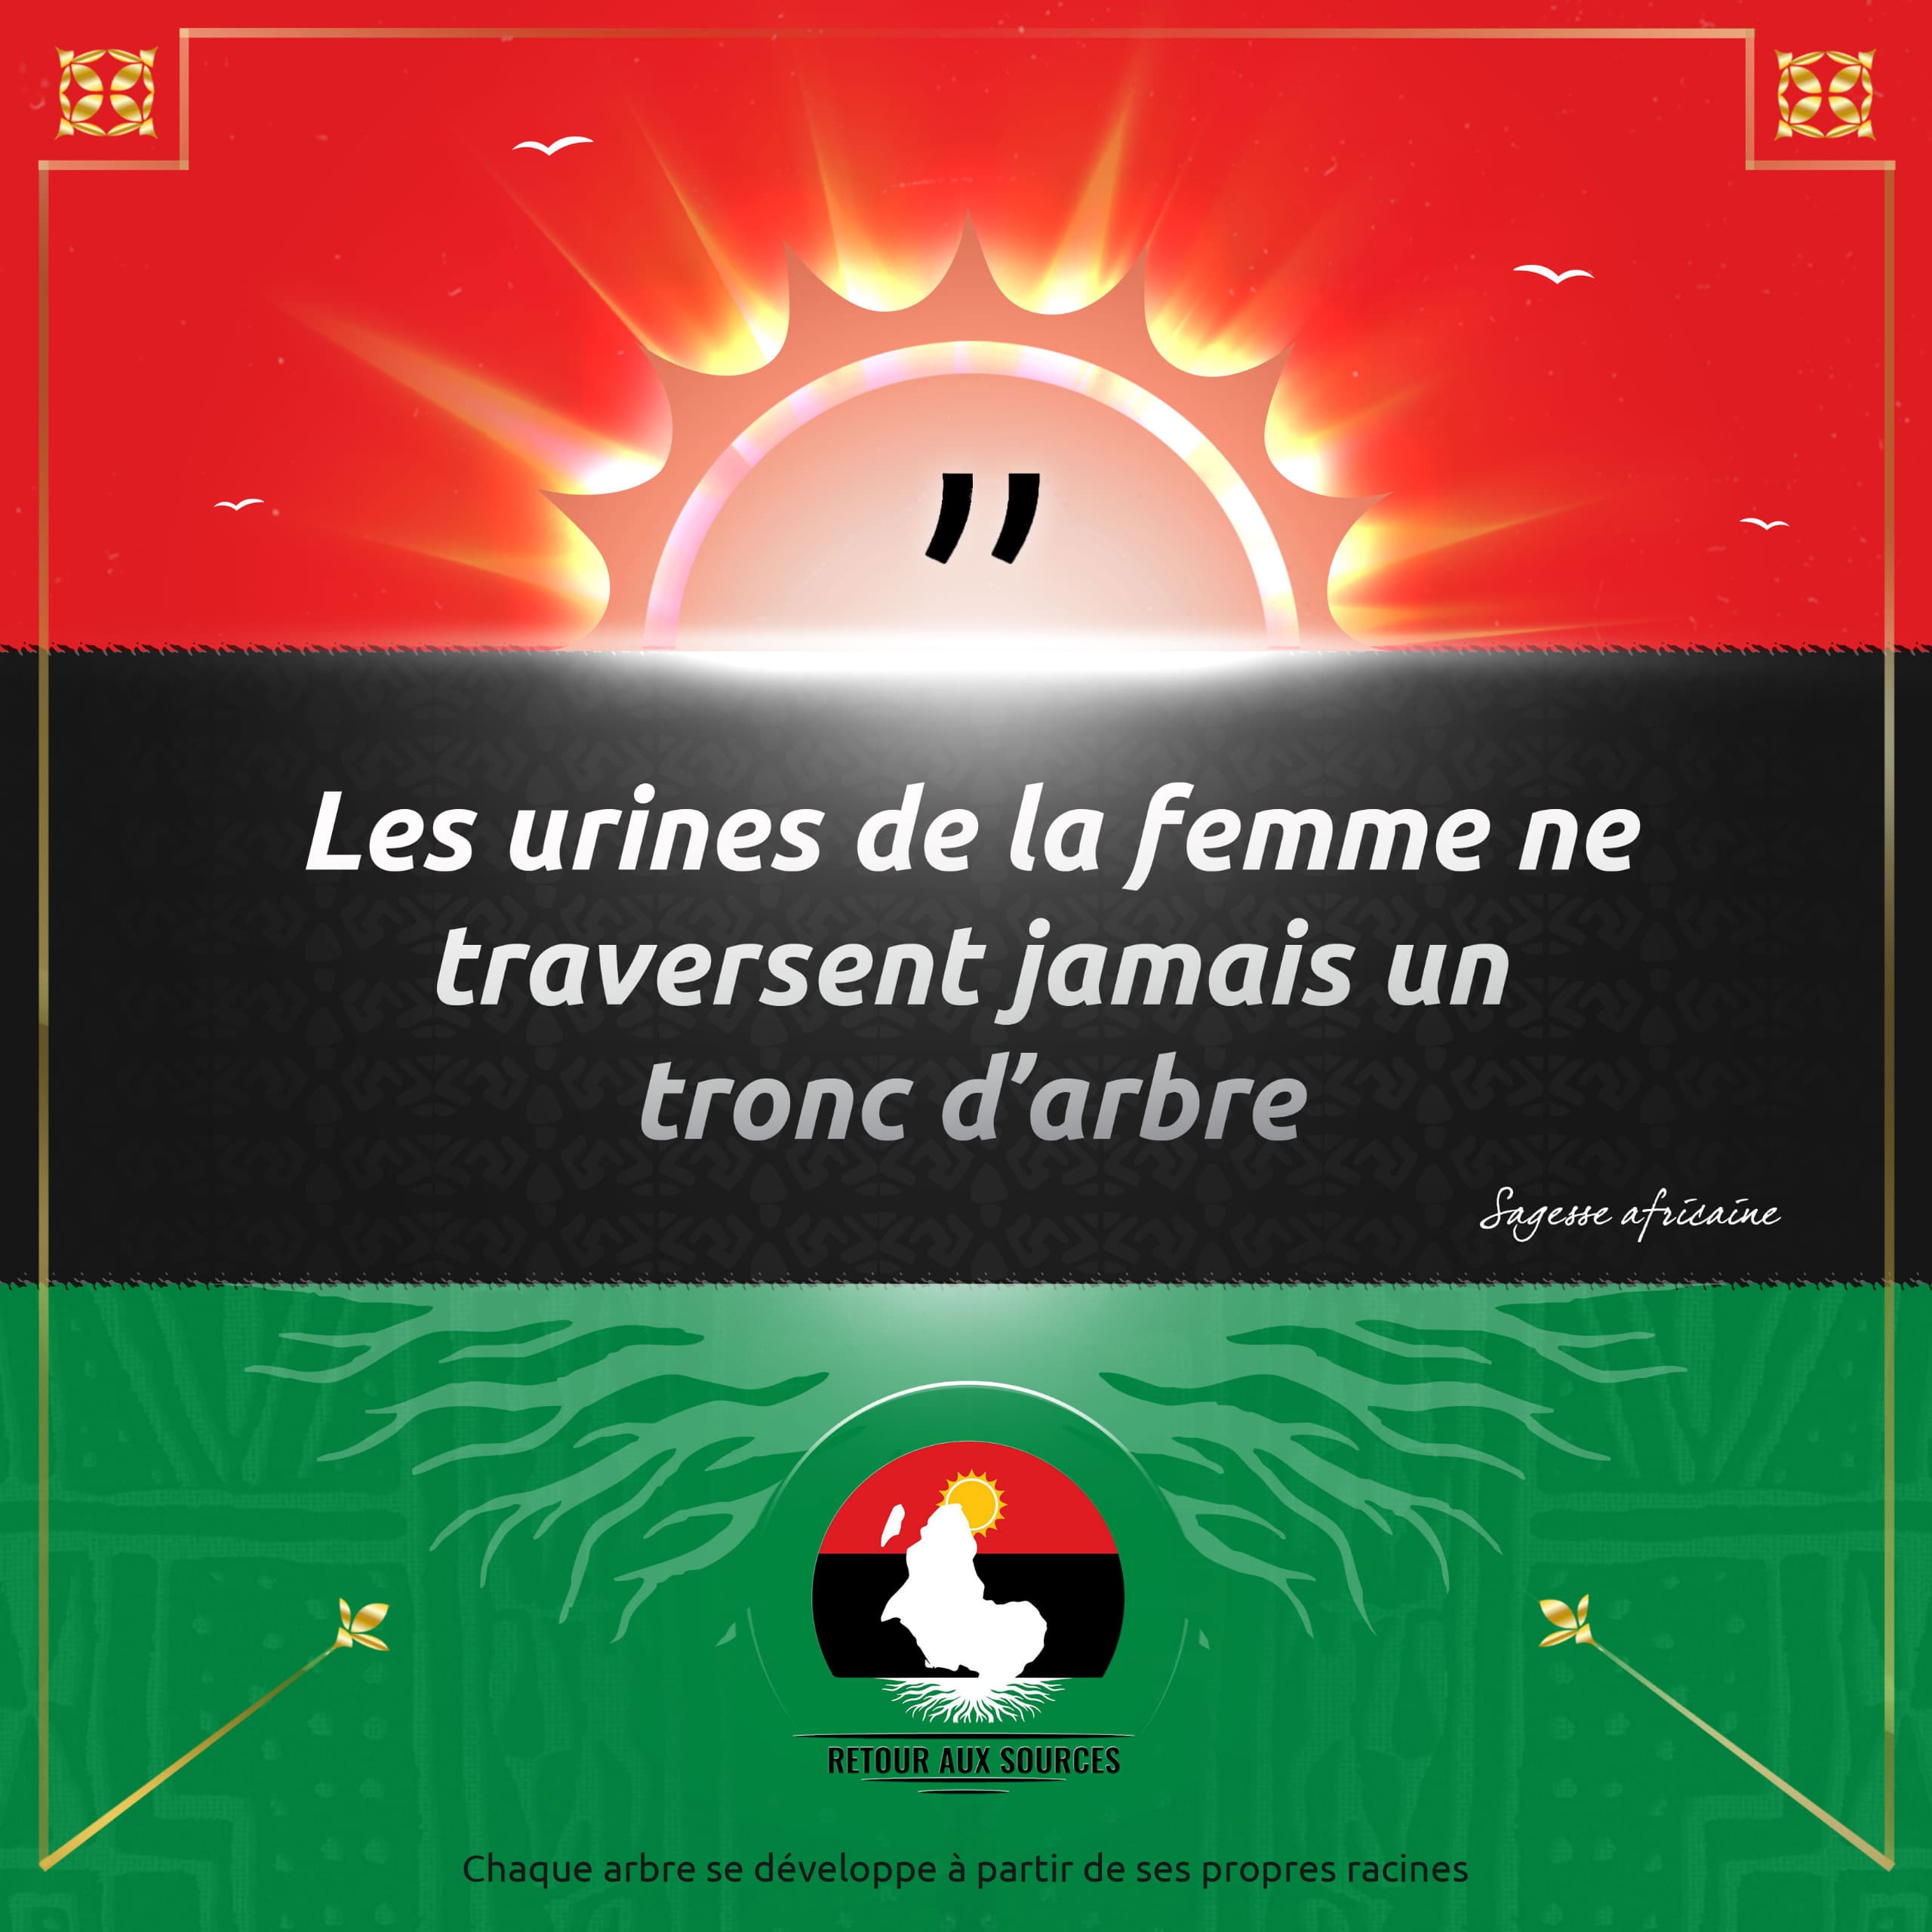 ”
Les urines de la femme ne
traversent jamais un
tronc d’arbre
Sagesse africaine
RETOUR AUX SOURCES
Chaque arbre se développe à partir de ses propres racines